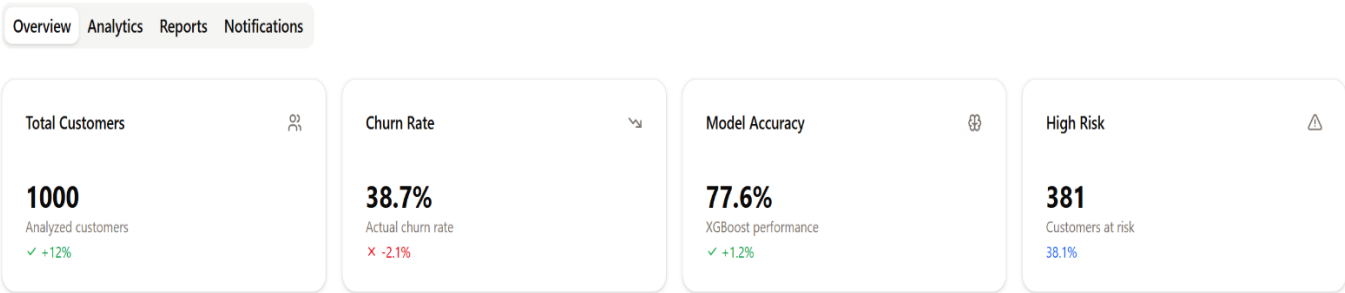 Overview Analytics Reports Notifications
Total Customers
1000
Analyzed customers
+12%
Churn Rate
38.7%
Actual churn rate
-2.1%
Model Accuracy
77.6%
XGBoost performance
+1.2%
High Risk
381
Customers at risk
38.1%